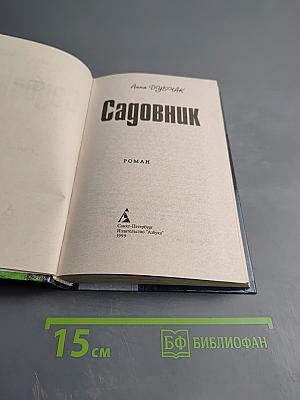 Анна ДУБЧАК
Садовник
РОМАН
Санкт-Петербург
Издательство "Азбука"
1999
15 см
БФ БИБЛИОФАН